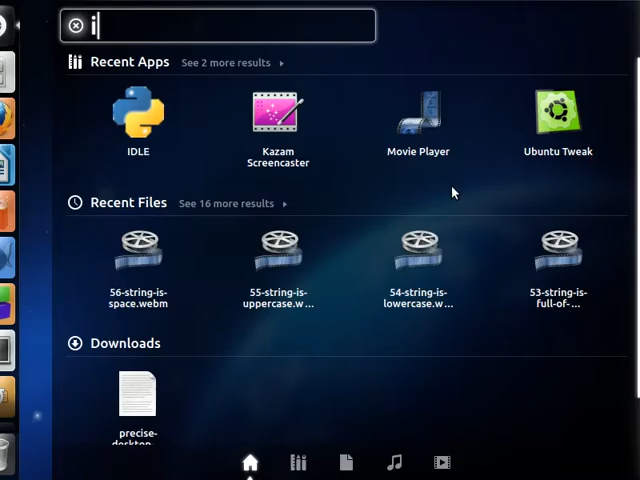 i
Recent Apps See 2 more results
IDLE
Kazam
Screencaster
Movie Player
Ubuntu Tweak
Recent Files See 16 more results
56-string-is-
space.webm
55-string-is-
uppercase.w...
54-string-is-
lowercase.w...
53-string-is-
full-of-...
Downloads
precise-
desktop-